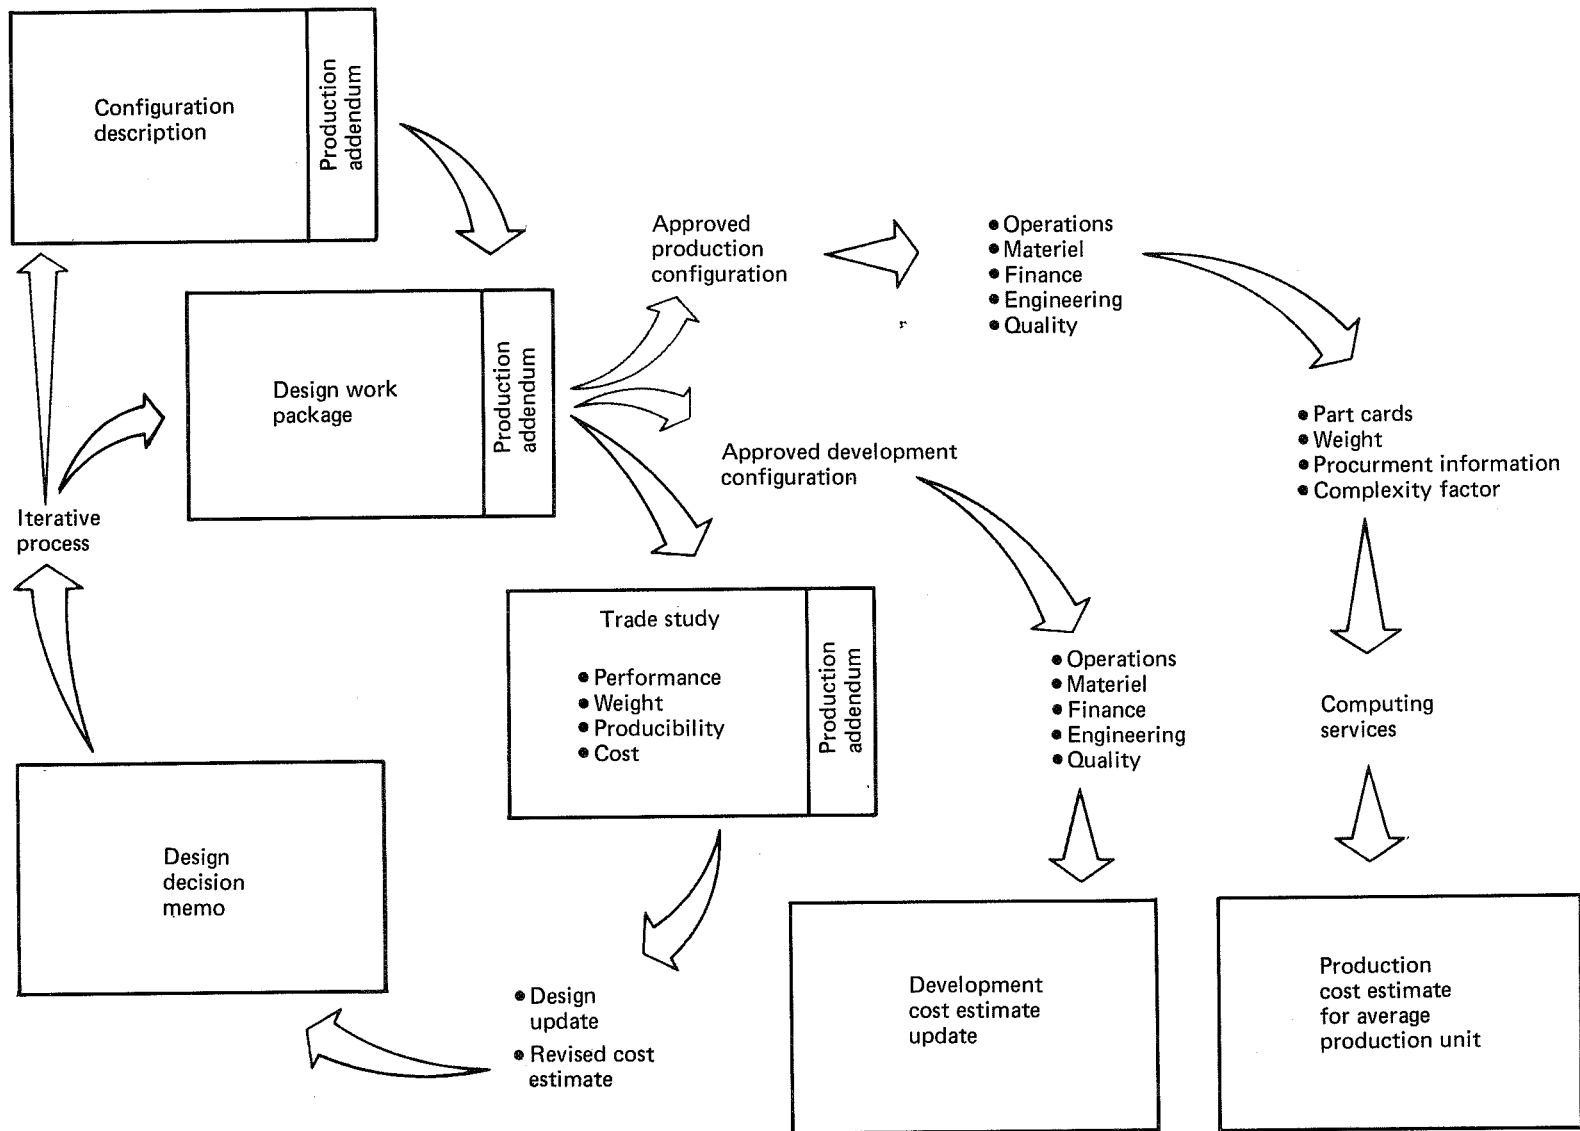 Configuration
description
Production
addendum
Approved
production
configuration
• Operations
• Materiel
• Finance
• Engineering
• Quality
Design work
package
Production
addendum
• Part cards
• Weight
• Procurment information
• Complexity factor
Approved development
configuration
Iterative
process
Trade study
• Performance
• Weight
• Producibility
• Cost
Production
addendum
• Operations
• Materiel
• Finance
• Engineering
• Quality
Computing
services
Design
decision
memo
• Design
update
• Revised cost
estimate
Development
cost estimate
update
Production
cost estimate
for average
production unit